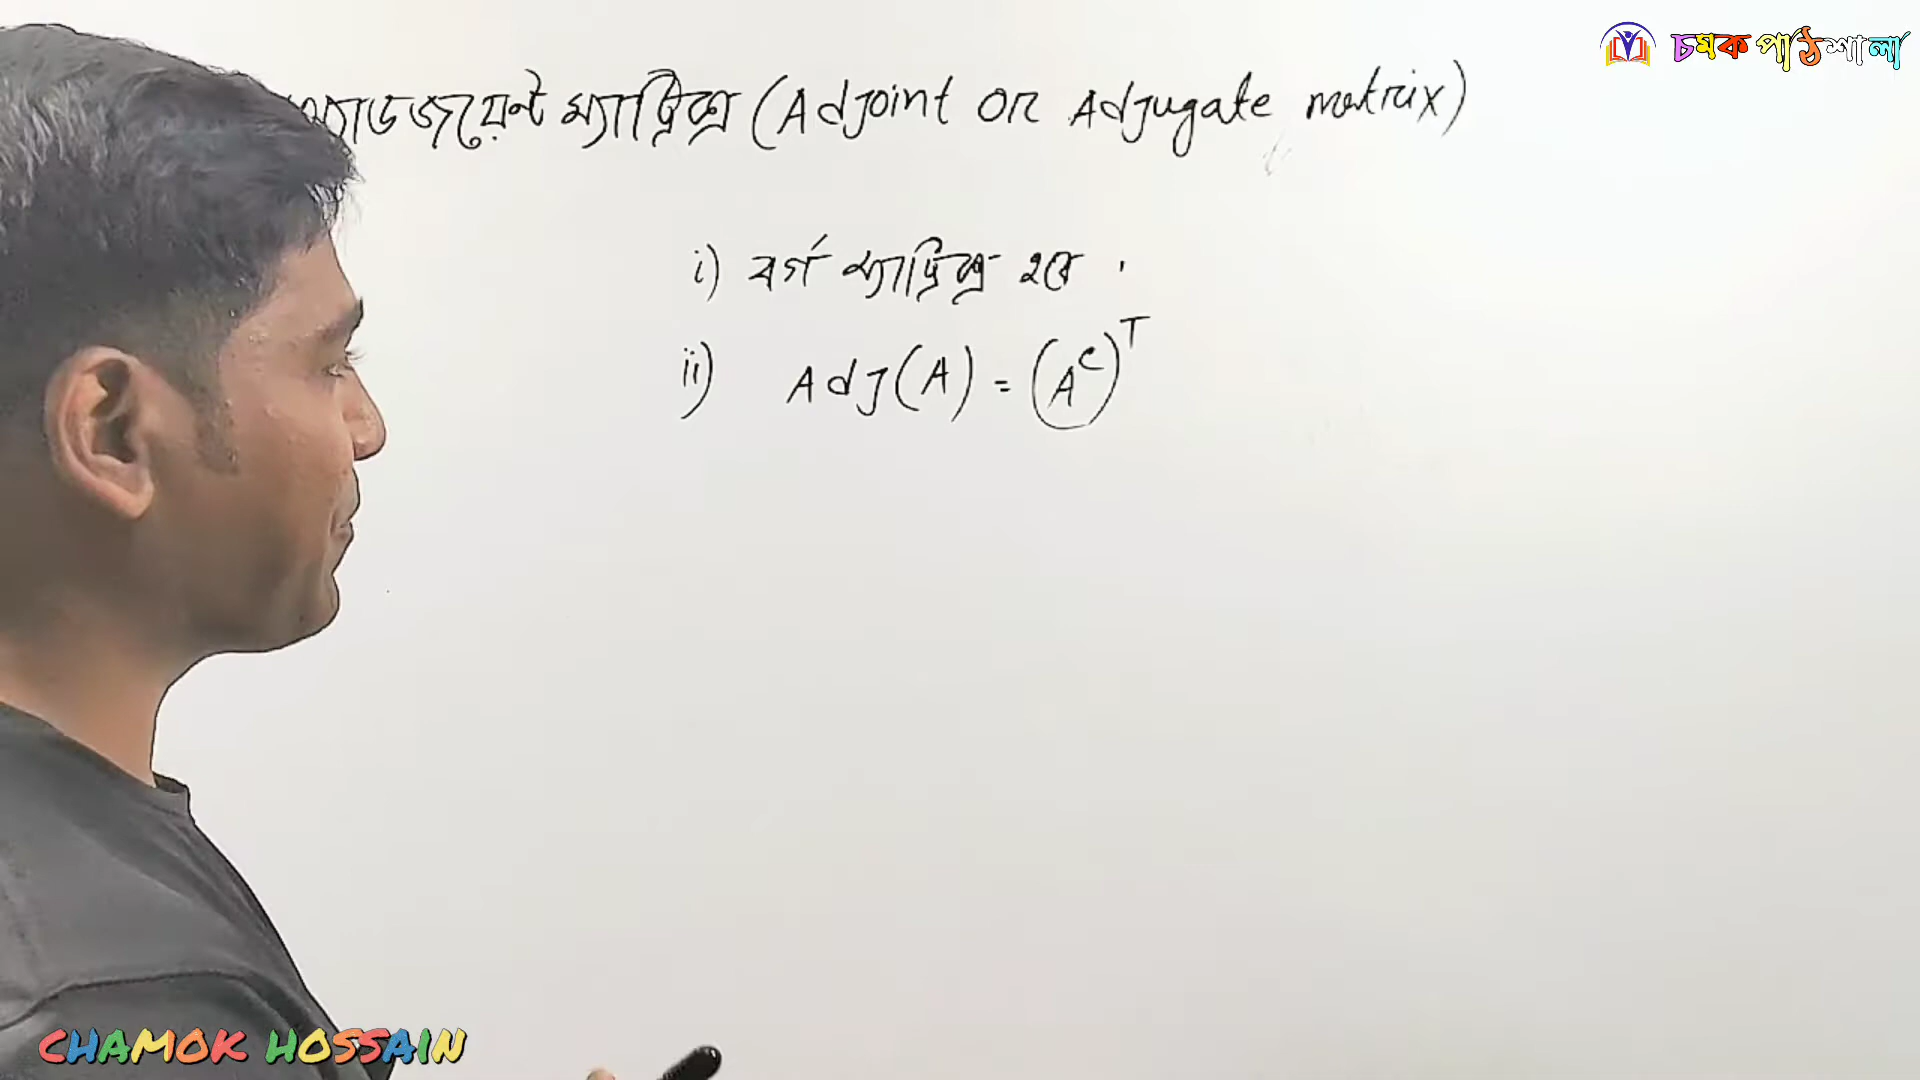 চমক পাঠশালা
অ্যাডজয়েন্ট ম্যাট্রিক্স (Adjoint or Adjugate matrix)
i) বর্গ ম্যাট্রিক্স হবে .
ii) Adj(A) = (A^c)^T
CHAMOK HOSSAIN